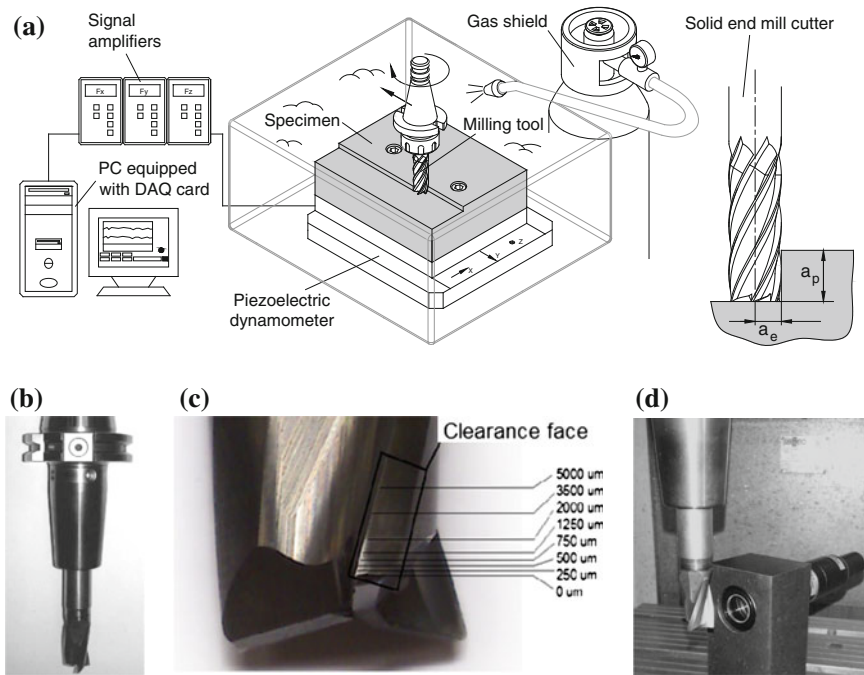 (a)
Signal
amplifiers
Fx
Fy
Fz
PC equipped
with DAQ card
Specimen
Milling tool
Gas shield
Solid end mill cutter
X
Y
Z
Piezoelectric
dynamometer
a p
a e
(b)
(c)
Clearance face
5000 um
3500 um
2000 um
1250 um
750 um
500 um
250 um
0 um
(d)